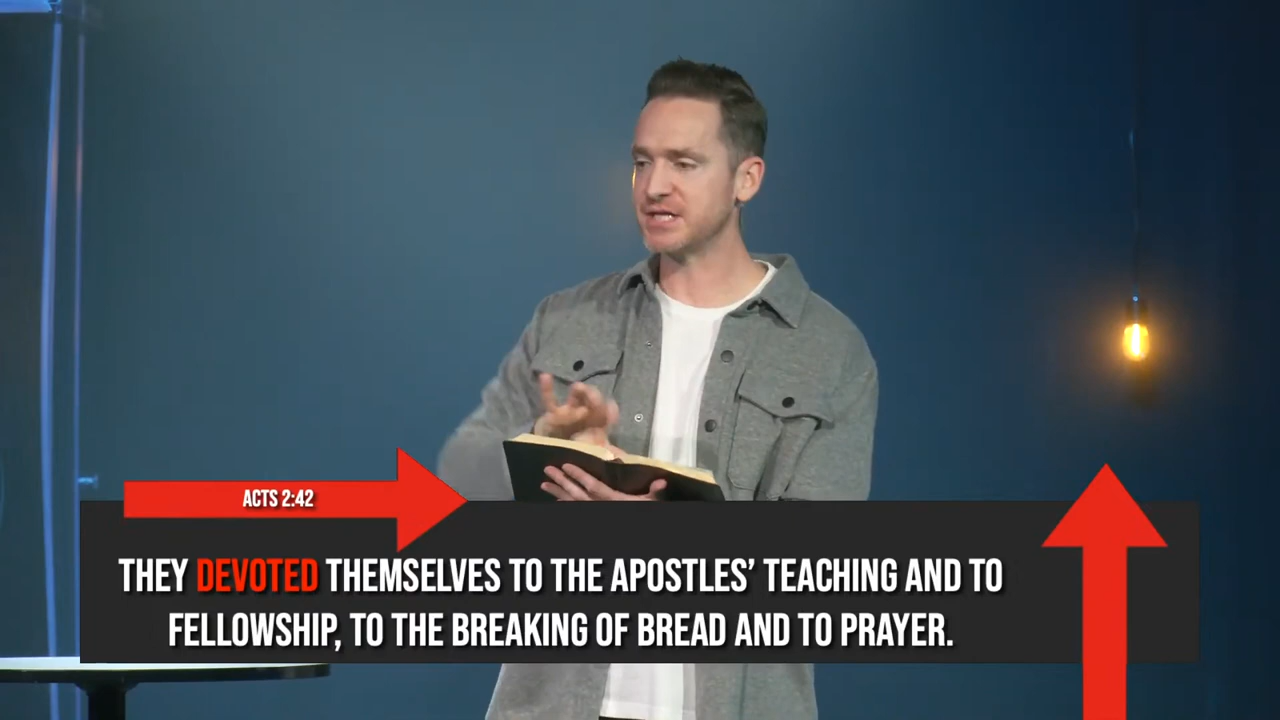 ACTS 2:42
THEY DEVOTED THEMSELVES TO THE APOSTLES’ TEACHING AND TO
FELLOWSHIP, TO THE BREAKING OF BREAD AND TO PRAYER.